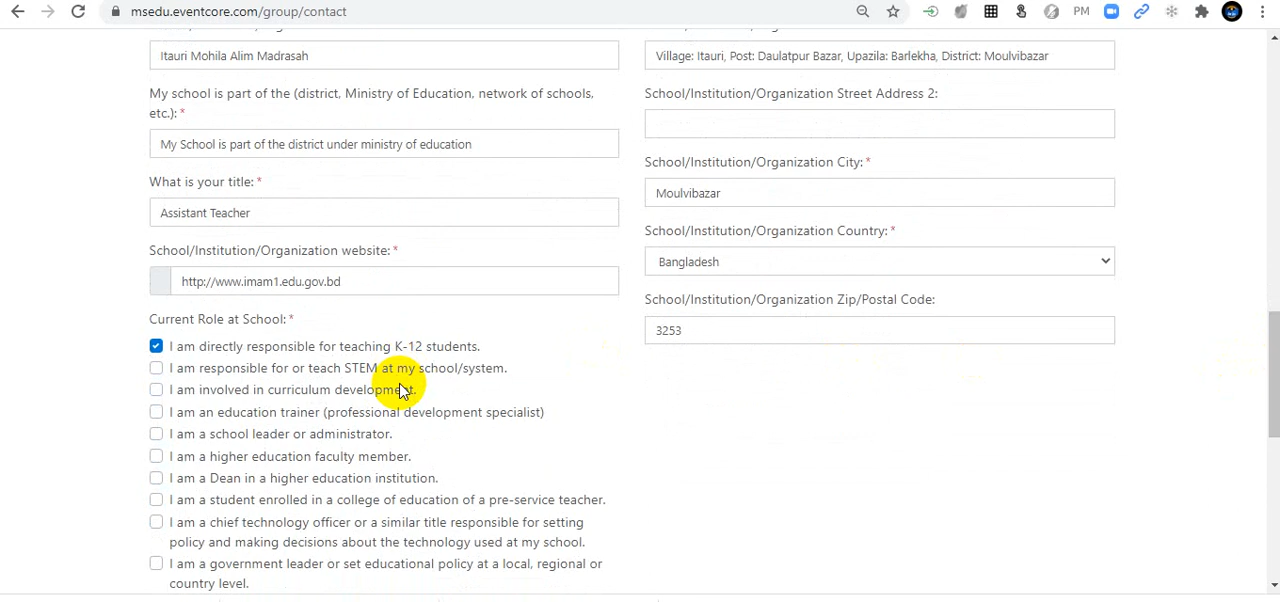 msedu.eventcore.com/group/contact
PM
Itauri Mohila Alim Madrasah
My school is part of the (district, Ministry of Education, network of schools,
etc.): *
My School is part of the district under ministry of education
What is your title: *
Assistant Teacher
School/Institution/Organization website: *
http://www.imam1.edu.gov.bd
Current Role at School: *
I am directly responsible for teaching K-12 students.
I am responsible for or teach STEM at my school/system.
I am involved in curriculum development.
I am an education trainer (professional development specialist)
I am a school leader or administrator.
I am a higher education faculty member.
I am a Dean in a higher education institution.
I am a student enrolled in a college of education of a pre-service teacher.
I am a chief technology officer or a similar title responsible for setting
policy and making decisions about the technology used at my school.
I am a government leader or set educational policy at a local, regional or
country level.
Village: Itauri, Post: Daulatpur Bazar, Upazila: Barlekha, District: Moulvibazar
School/Institution/Organization Street Address 2:
School/Institution/Organization City: *
Moulvibazar
School/Institution/Organization Country: *
Bangladesh
School/Institution/Organization Zip/Postal Code:
3253